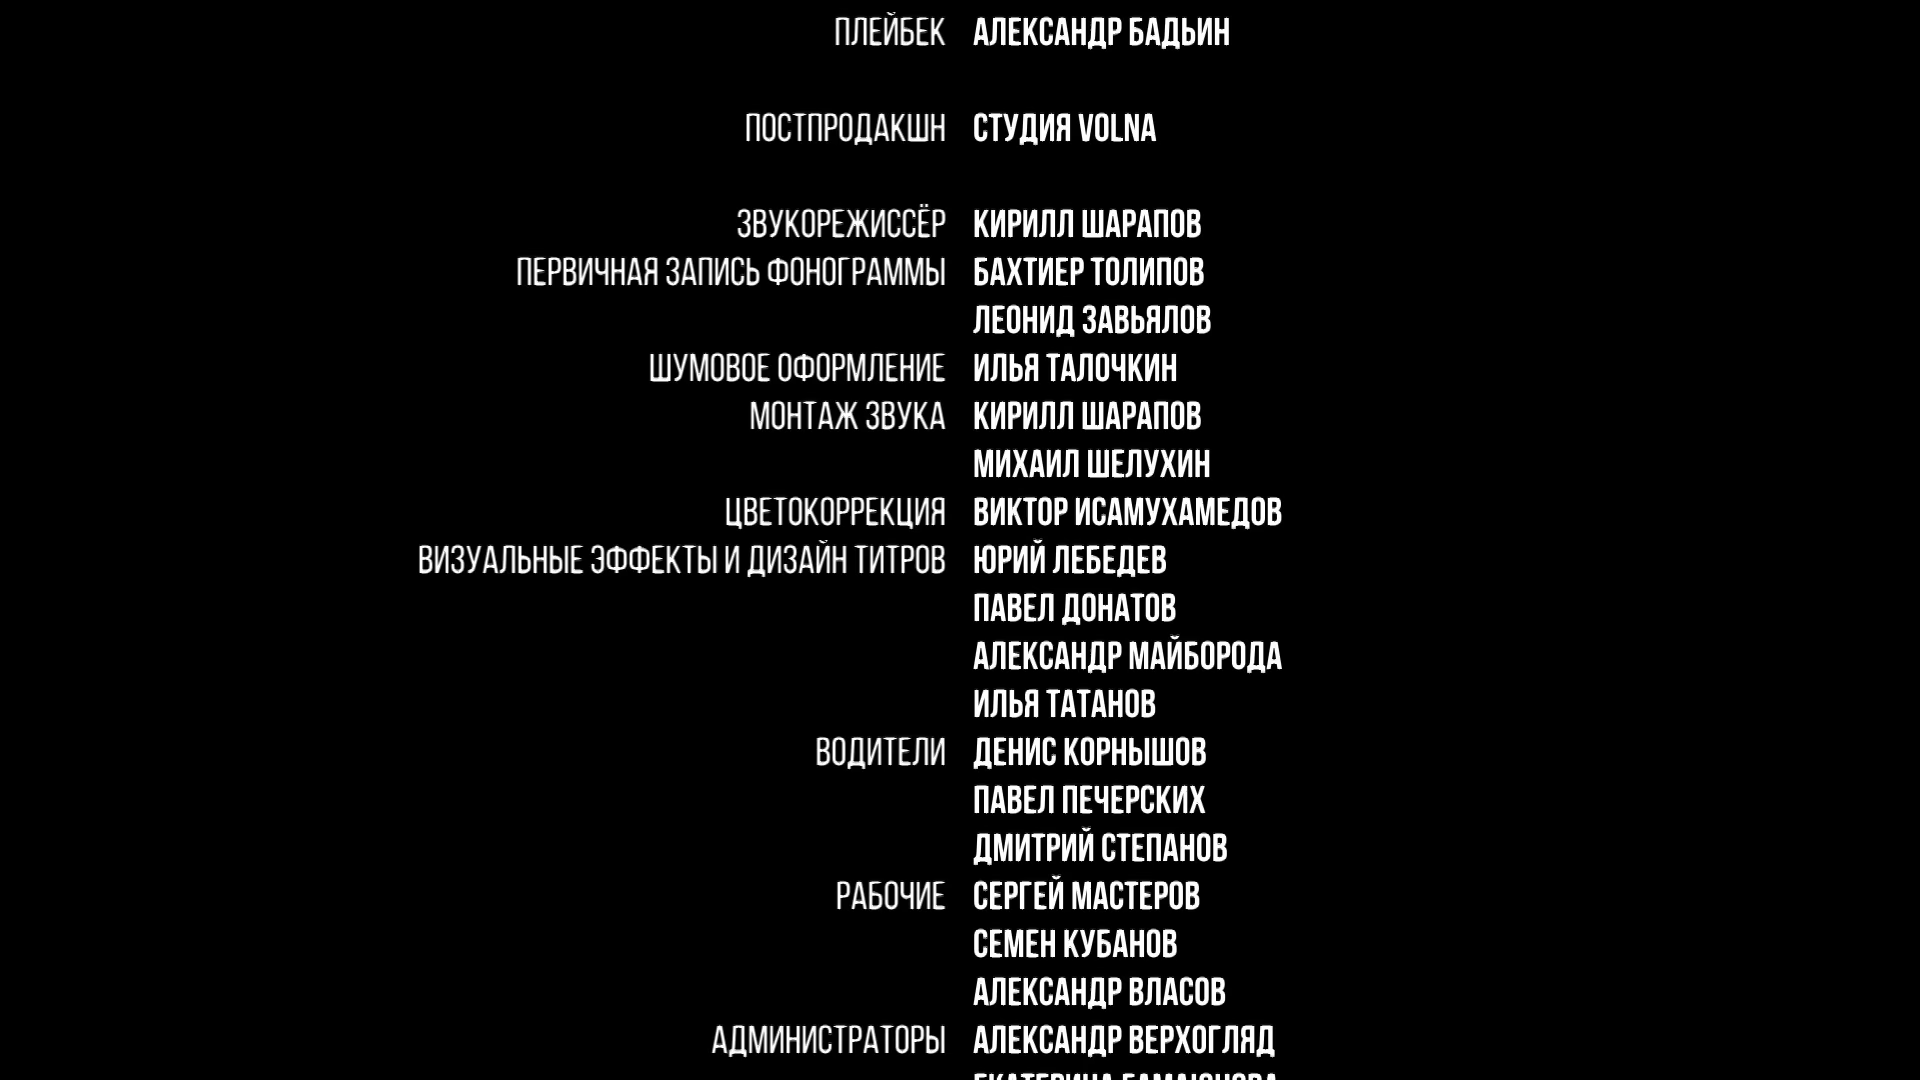 ПЛЕЙБЕК АЛЕКСАНДР БАДЬИН
ПОСТПРОДАКШН СТУДИЯ VOLNA
ЗВУКОРЕЖИССЁР КИРИЛЛ ШАРАПОВ
ПЕРВИЧНАЯ ЗАПИСЬ ФОНОГРАММЫ БАХТИЕР ТОЛИПОВ
ЛЕОНИД ЗАВЬЯЛОВ
ШУМОВОЕ ОФОРМЛЕНИЕ ИЛЬЯ ТАЛОЧКИН
МОНТАЖ ЗВУКА КИРИЛЛ ШАРАПОВ
МИХАИЛ ШЕЛУХИН
ЦВЕТОКОРРЕКЦИЯ ВИКТОР ИСАМУХАМЕДОВ
ВИЗУАЛЬНЫЕ ЭФФЕКТЫ И ДИЗАЙН ТИТРОВ ЮРИЙ ЛЕБЕДЕВ
ПАВЕЛ ДОНАТОВ
АЛЕКСАНДР МАЙБОРОДА
ИЛЬЯ ТАТАНОВ
ВОДИТЕЛИ ДЕНИС КОРНЫШОВ
ПАВЕЛ ПЕЧЕРСКИХ
ДМИТРИЙ СТЕПАНОВ
РАБОЧИЕ СЕРГЕЙ МАСТЕРОВ
СЕМЕН КУБАНОВ
АЛЕКСАНДР ВЛАСОВ
АДМИНИСТРАТОРЫ АЛЕКСАНДР ВЕРХОГЛЯД
ЕКАТЕРИНА